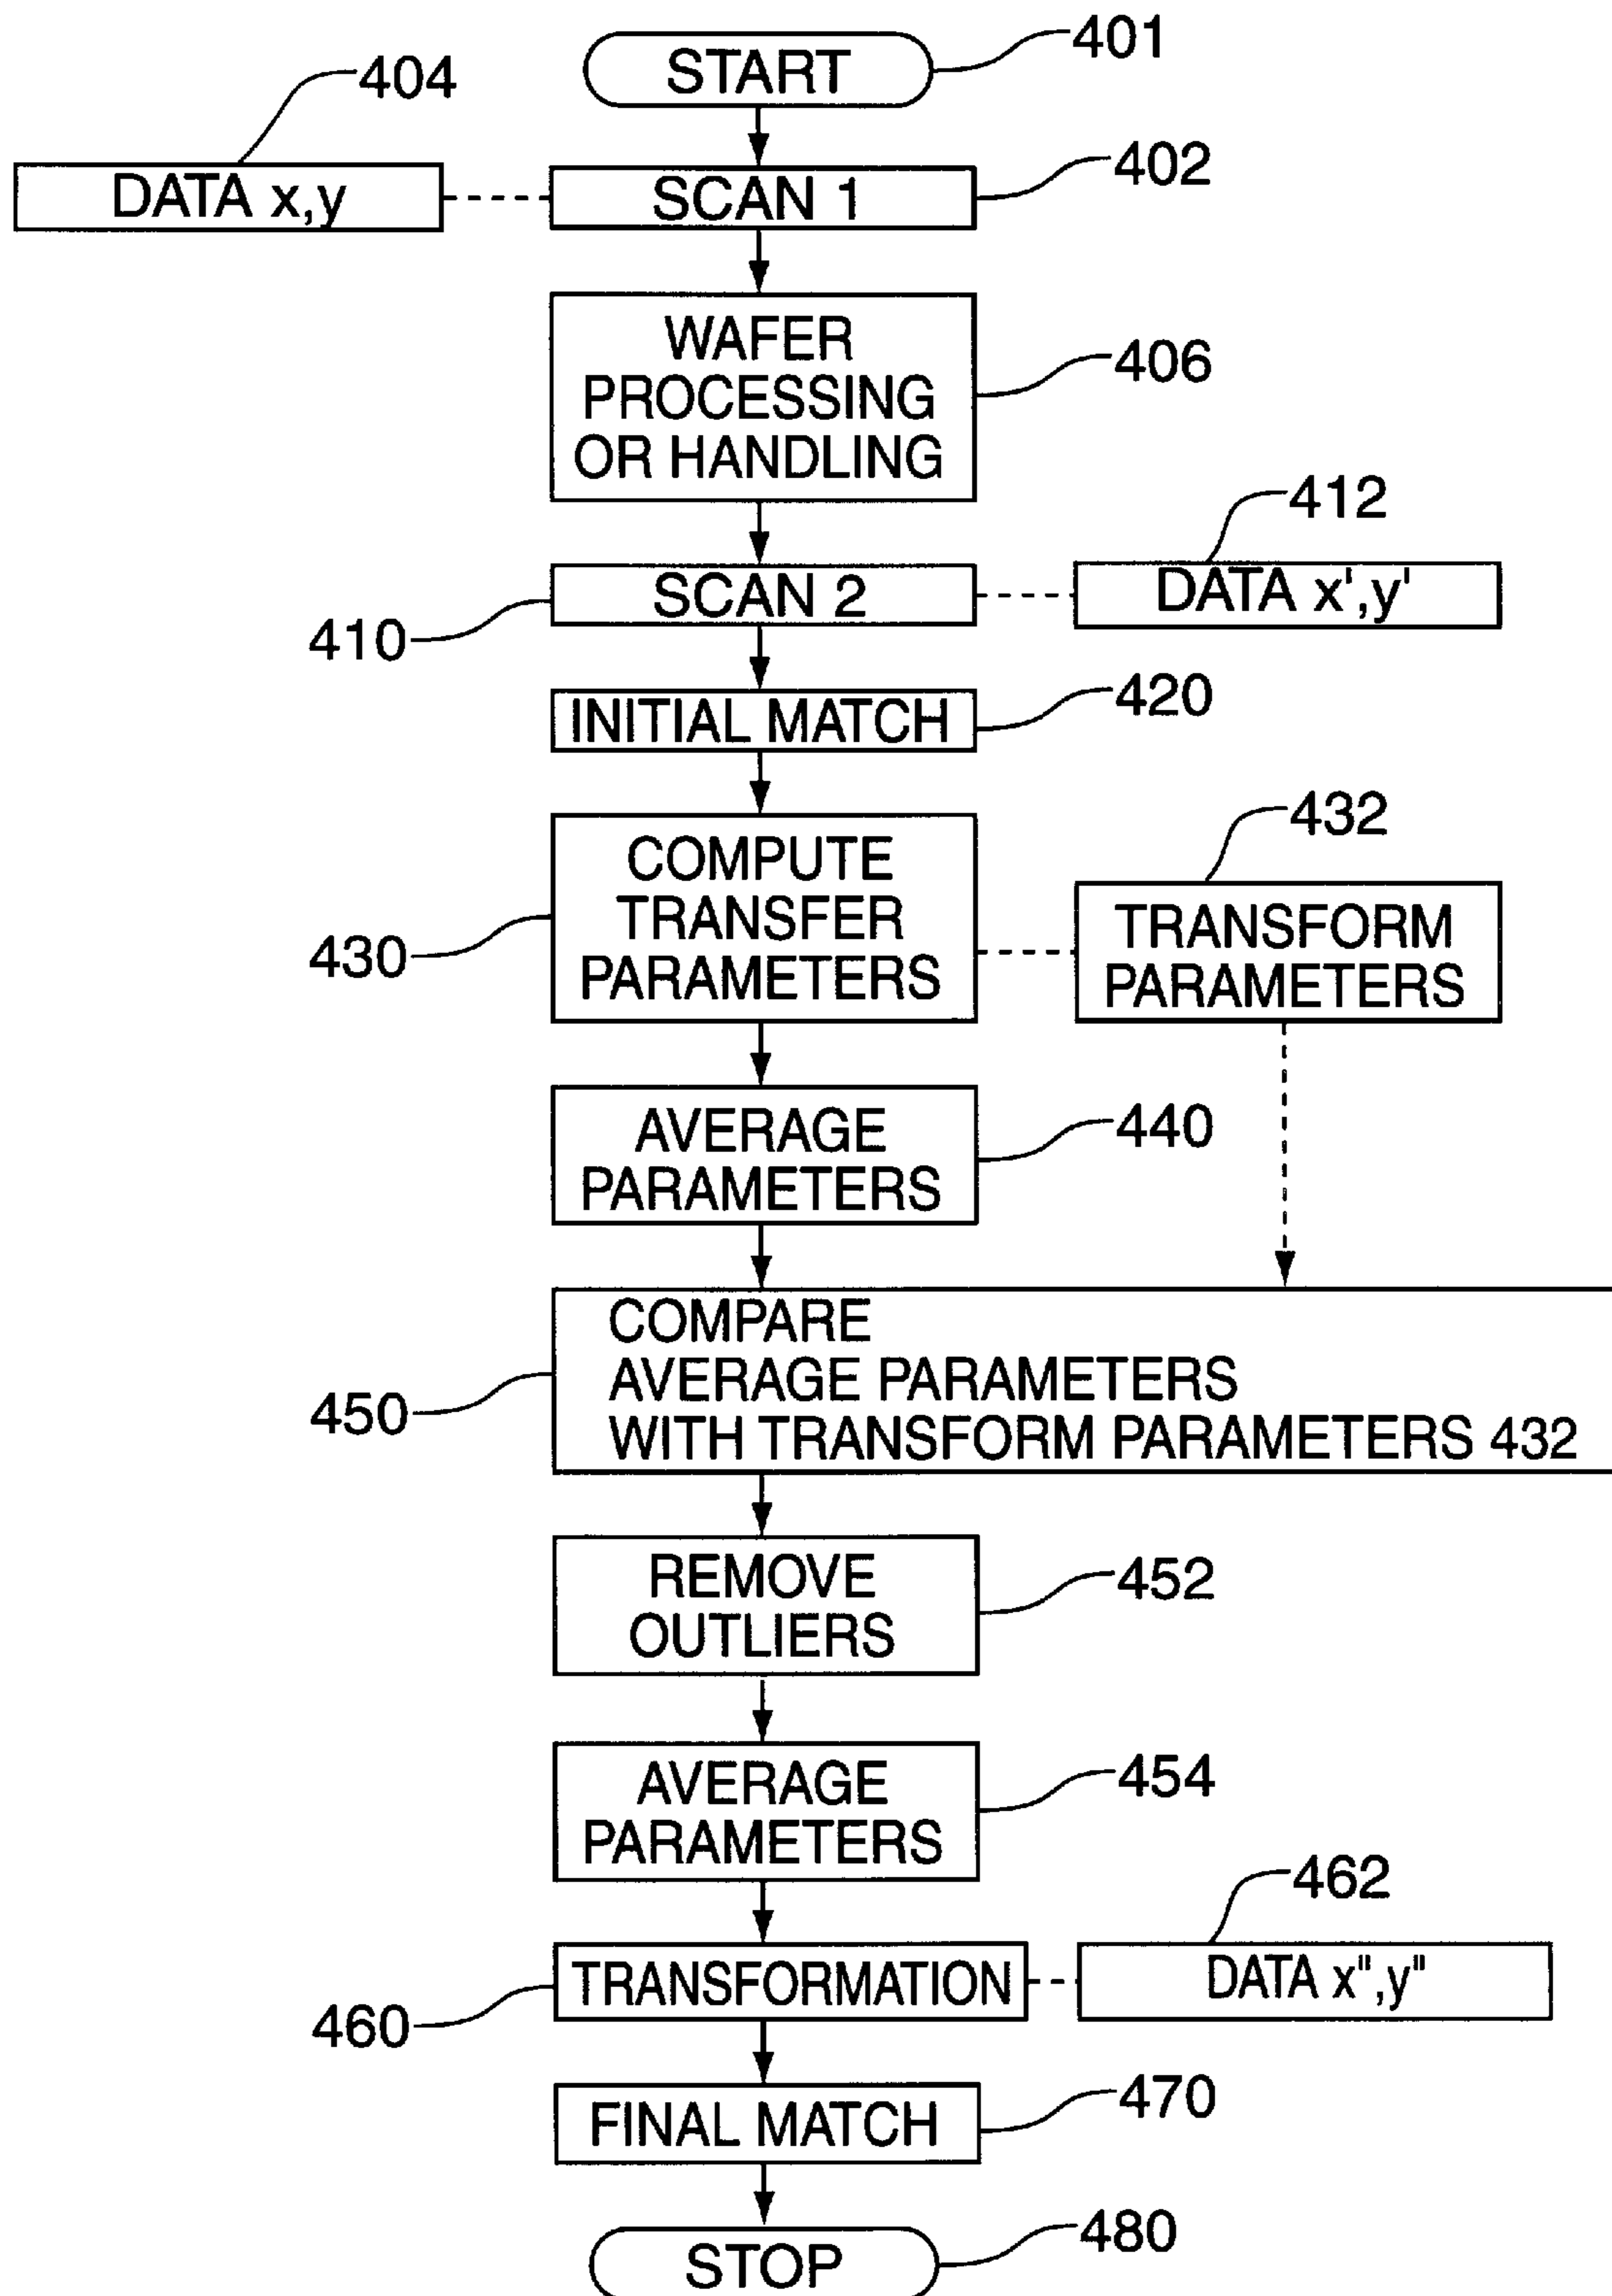 START
401
404
DATA x,y
SCAN 1
402
WAFER
PROCESSING
OR HANDLING
406
412
SCAN 2
DATA x',y'
410
INITIAL MATCH
420
COMPUTE
TRANSFER
PARAMETERS
430
432
TRANSFORM
PARAMETERS
AVERAGE
PARAMETERS
440
COMPARE
AVERAGE PARAMETERS
WITH TRANSFORM PARAMETERS 432
450
REMOVE
OUTLIERS
452
AVERAGE
PARAMETERS
454
462
TRANSFORMATION
DATA x",y"
460
FINAL MATCH
470
STOP
480